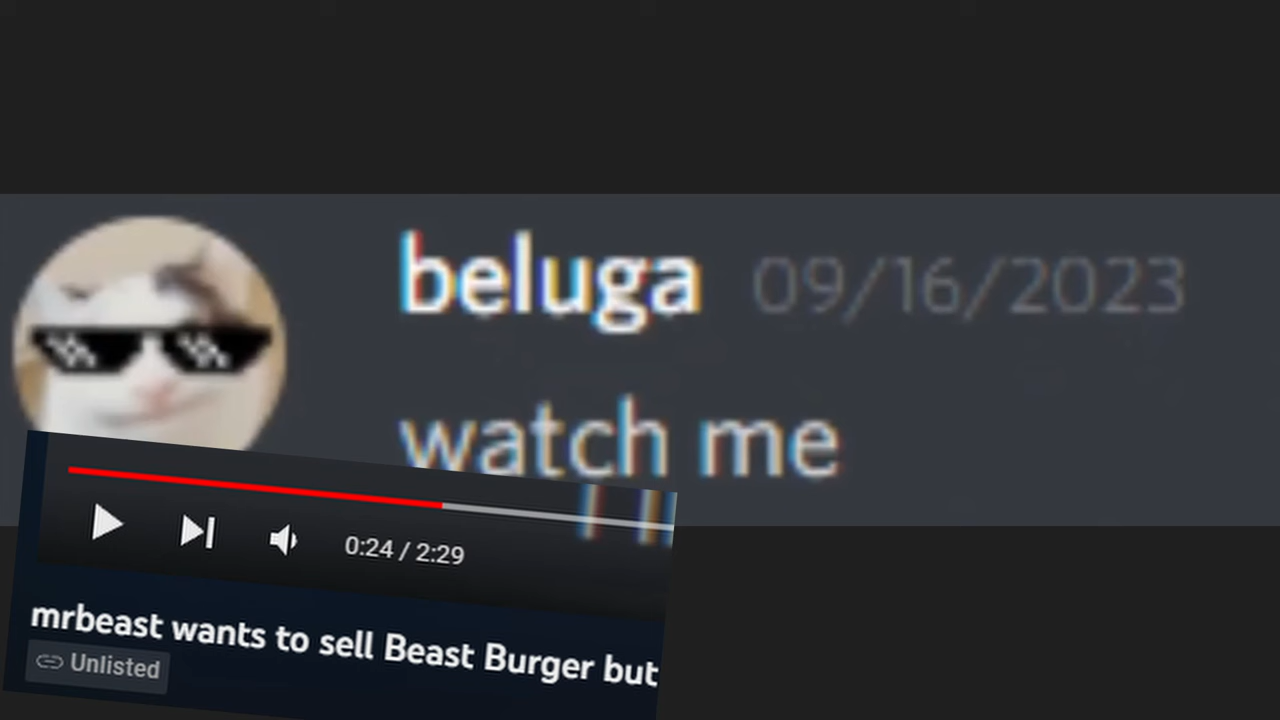 beluga 09/16/2023
watch me
0:24 / 2:29
mrbeast wants to sell Beast Burger but
Unlisted